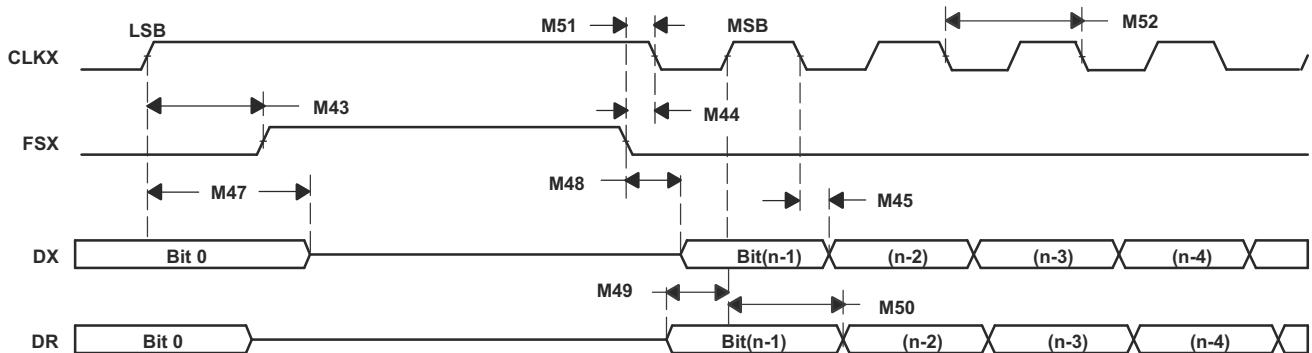 LSB M51 MSB M52
CLKX
M43 M44
FSX
M47 M48 M45
DX Bit 0 Bit(n-1) (n-2) (n-3) (n-4)
M49 M50
DR Bit 0 Bit(n-1) (n-2) (n-3) (n-4)